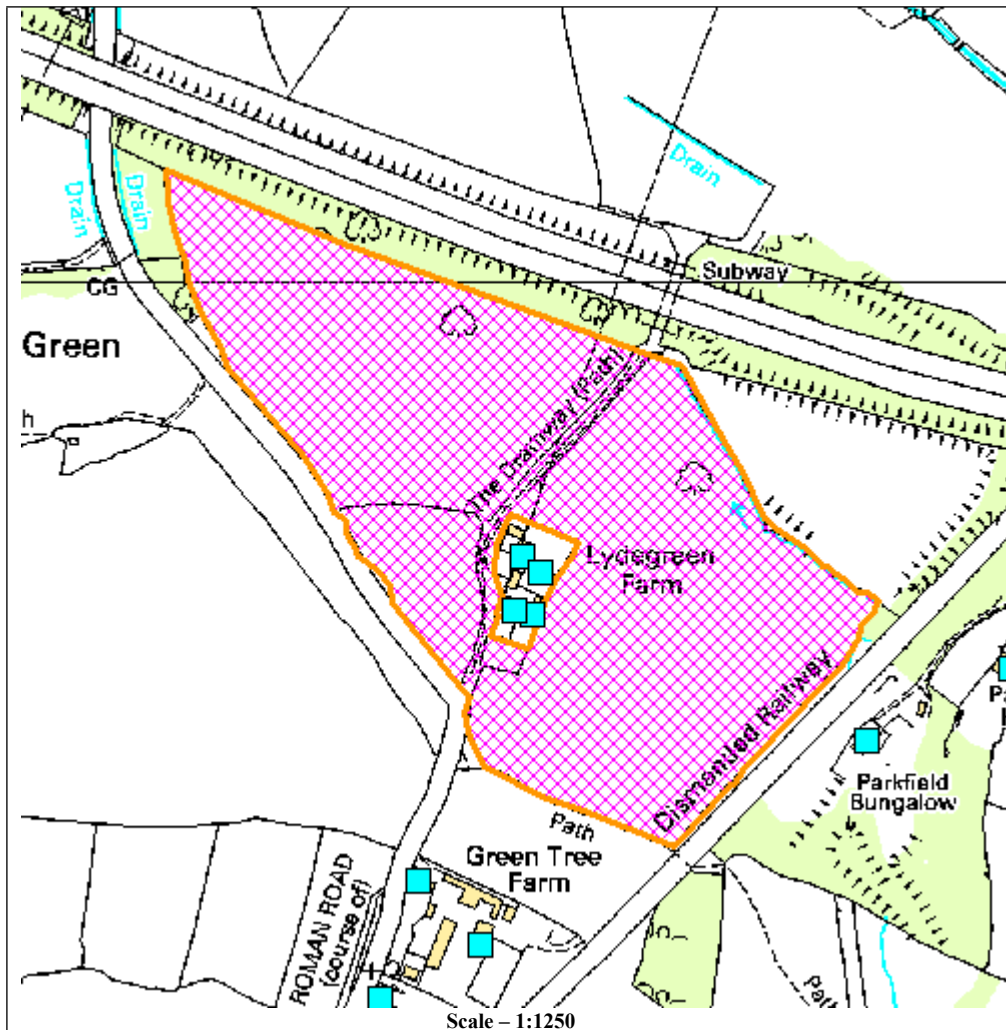 Drain
Drain
Drain
Subway
CG
Green
h
The Drainway (Path)
Lydegreen
Farm
Dismantled Railway
Parkfield
Bungalow
Path
Green Tree
Farm
ROMAN ROAD
(course of)
Path
Scale – 1:1250